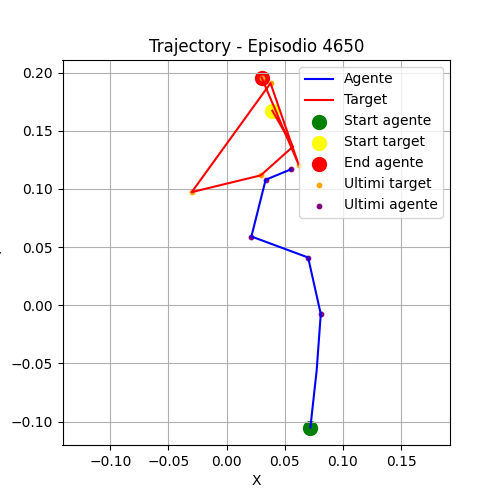 Trajectory - Episodio 4650
Agente
Target
Start agente
Start target
End agente
Ultimi target
Ultimi agente
0.20
0.15
0.10
0.05
0.00
−0.05
−0.10
−0.10
−0.05
0.00
0.05
0.10
0.15
X